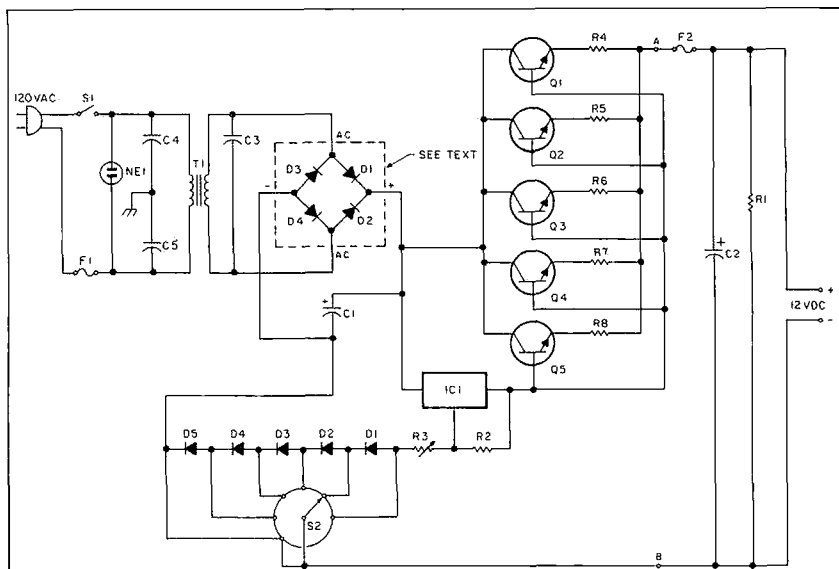 120VAC
S1
NE1
C4
C5
F1
T1
C3
AC
D3
D1
-
+
D4
D2
AC
SEE TEXT
+
C1
R4
Q1
R5
Q2
R6
Q3
R7
Q4
R8
Q5
A
F2
R1
+
C2
+
12VDC
-
IC1
D5
D4
D3
D2
D1
R3
R2
S2
B